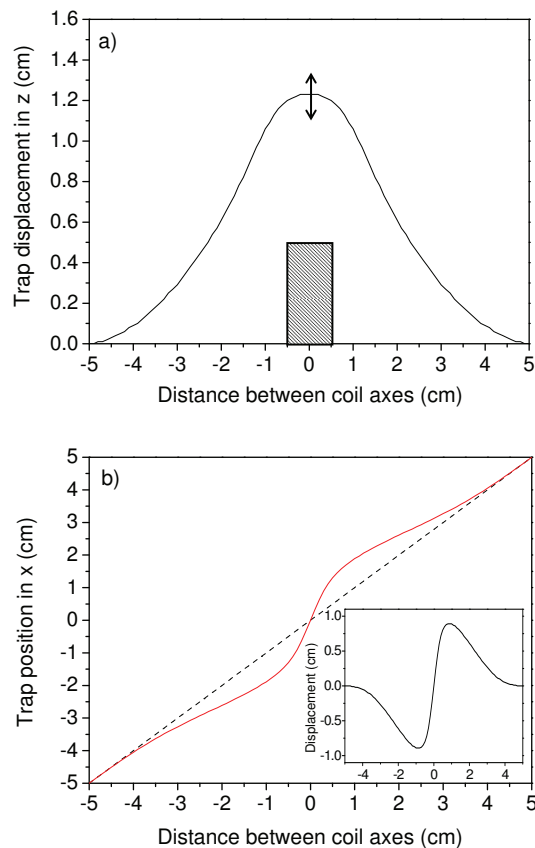 a)
Trap displacement in z (cm)
1.6
1.4
1.2
1.0
0.8
0.6
0.4
0.2
0.0
-5 -4 -3 -2 -1 0 1 2 3 4 5
Distance between coil axes (cm)
b)
Trap position in x (cm)
5
4
3
2
1
0
-1
-2
-3
-4
-5
Displacement (cm)
1.0
0.5
0.0
-0.5
-1.0
-4 -2 0 2 4
-5 -4 -3 -2 -1 0 1 2 3 4 5
Distance between coil axes (cm)